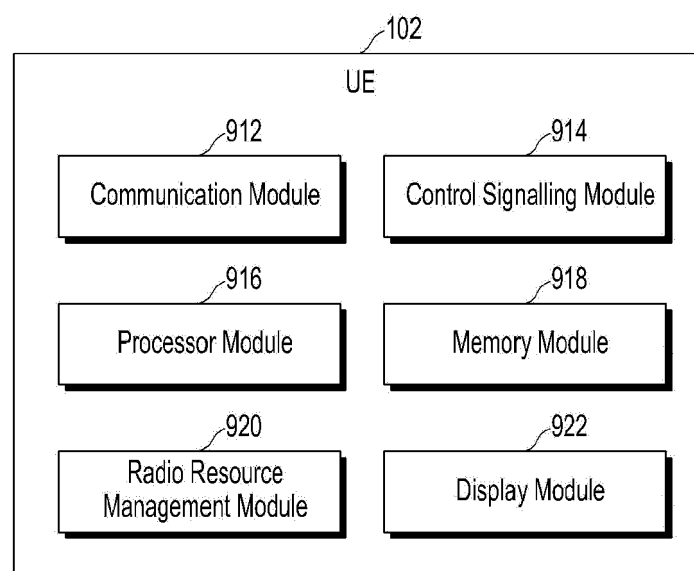 102
UE
912
914
Communication Module
Control Signalling Module
916
918
Processor Module
Memory Module
920
922
Radio Resource
Management Module
Display Module